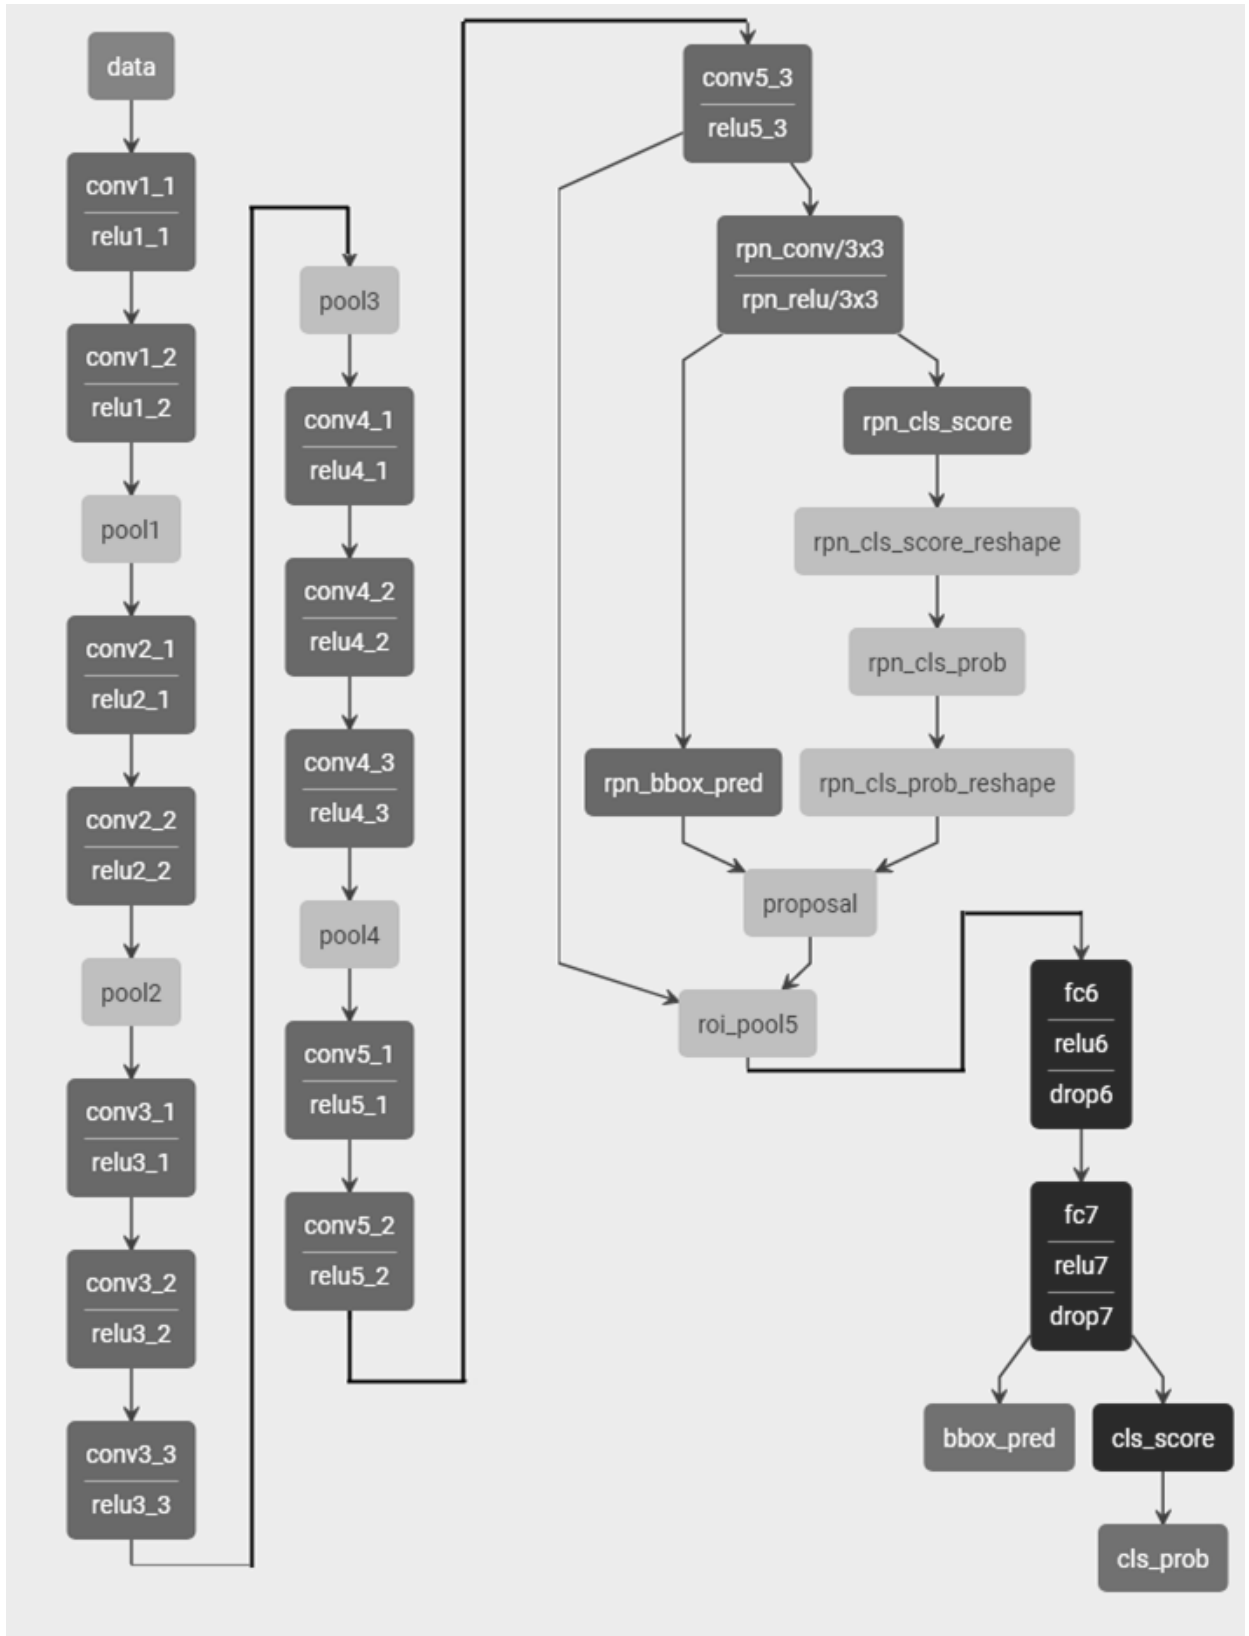 data
conv1_1
relu1_1
conv1_2
relu1_2
pool1
conv2_1
relu2_1
conv2_2
relu2_2
pool2
conv3_1
relu3_1
conv3_2
relu3_2
conv3_3
relu3_3
pool3
conv4_1
relu4_1
conv4_2
relu4_2
conv4_3
relu4_3
pool4
conv5_1
relu5_1
conv5_2
relu5_2
conv5_3
relu5_3
rpn_conv/3x3
rpn_relu/3x3
rpn_cls_score
rpn_cls_score_reshape
rpn_cls_prob
rpn_bbox_pred
rpn_cls_prob_reshape
proposal
roi_pool5
fc6
relu6
drop6
fc7
relu7
drop7
bbox_pred
cls_score
cls_prob